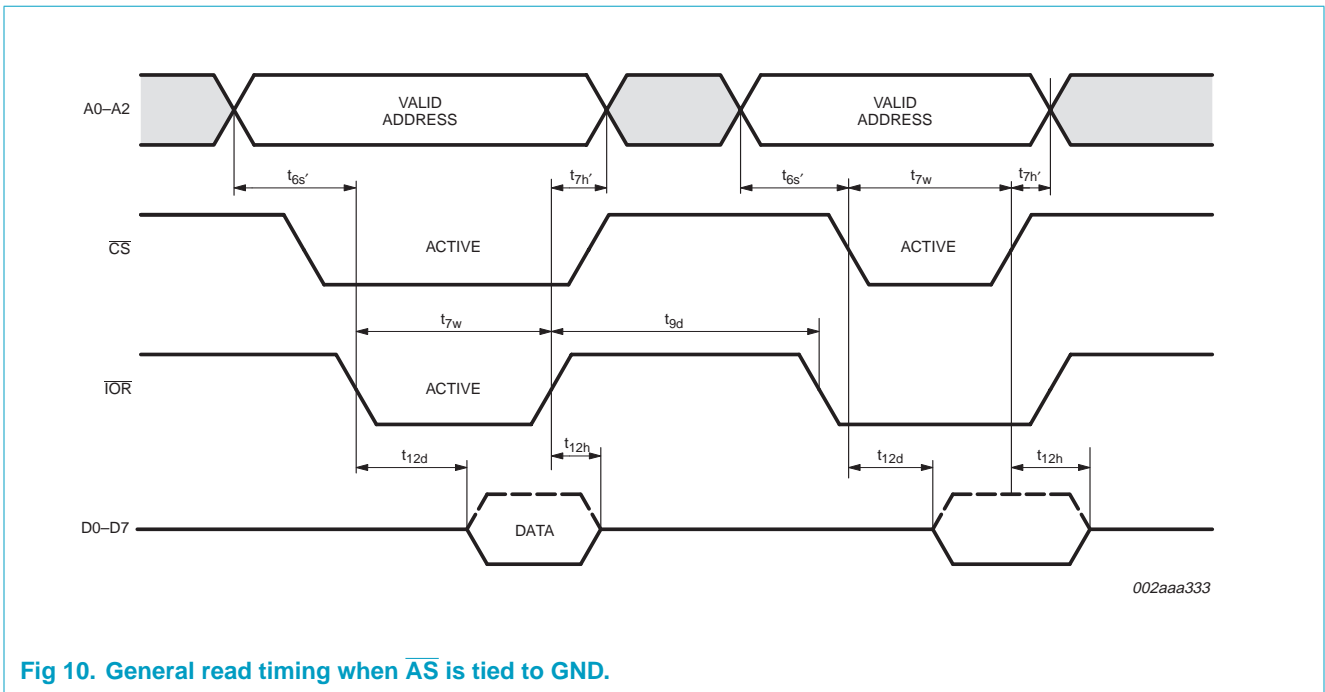 A0–A2
VALID
ADDRESS
VALID
ADDRESS
t6s′
t7h′
t6s′
t7w
t7h′
CS
ACTIVE
ACTIVE
t7w
t9d
IOR
ACTIVE
t12d
t12h
t12d
t12h
D0–D7
DATA
002aaa333
Fig 10. General read timing when AS is tied to GND.